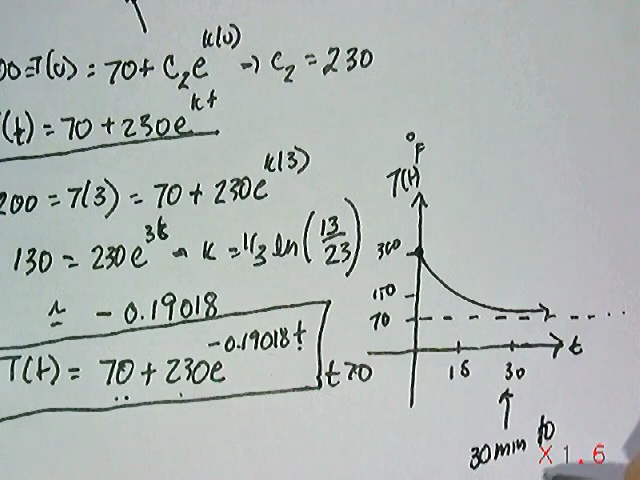 00=T(0) = 70 + C₂e^k(0) → C₂ = 230
(t) = 70 + 230e^kt
200 = T(3) = 70 + 230e^k(3)
130 = 230e^3k → k = 1/3 ln(13/23)
≈ -0.19018
T(t) = 70 + 230e^-0.19018t
t≥0
°F
T(t)
300
150
70
15 30
t
30 min to
×1.6